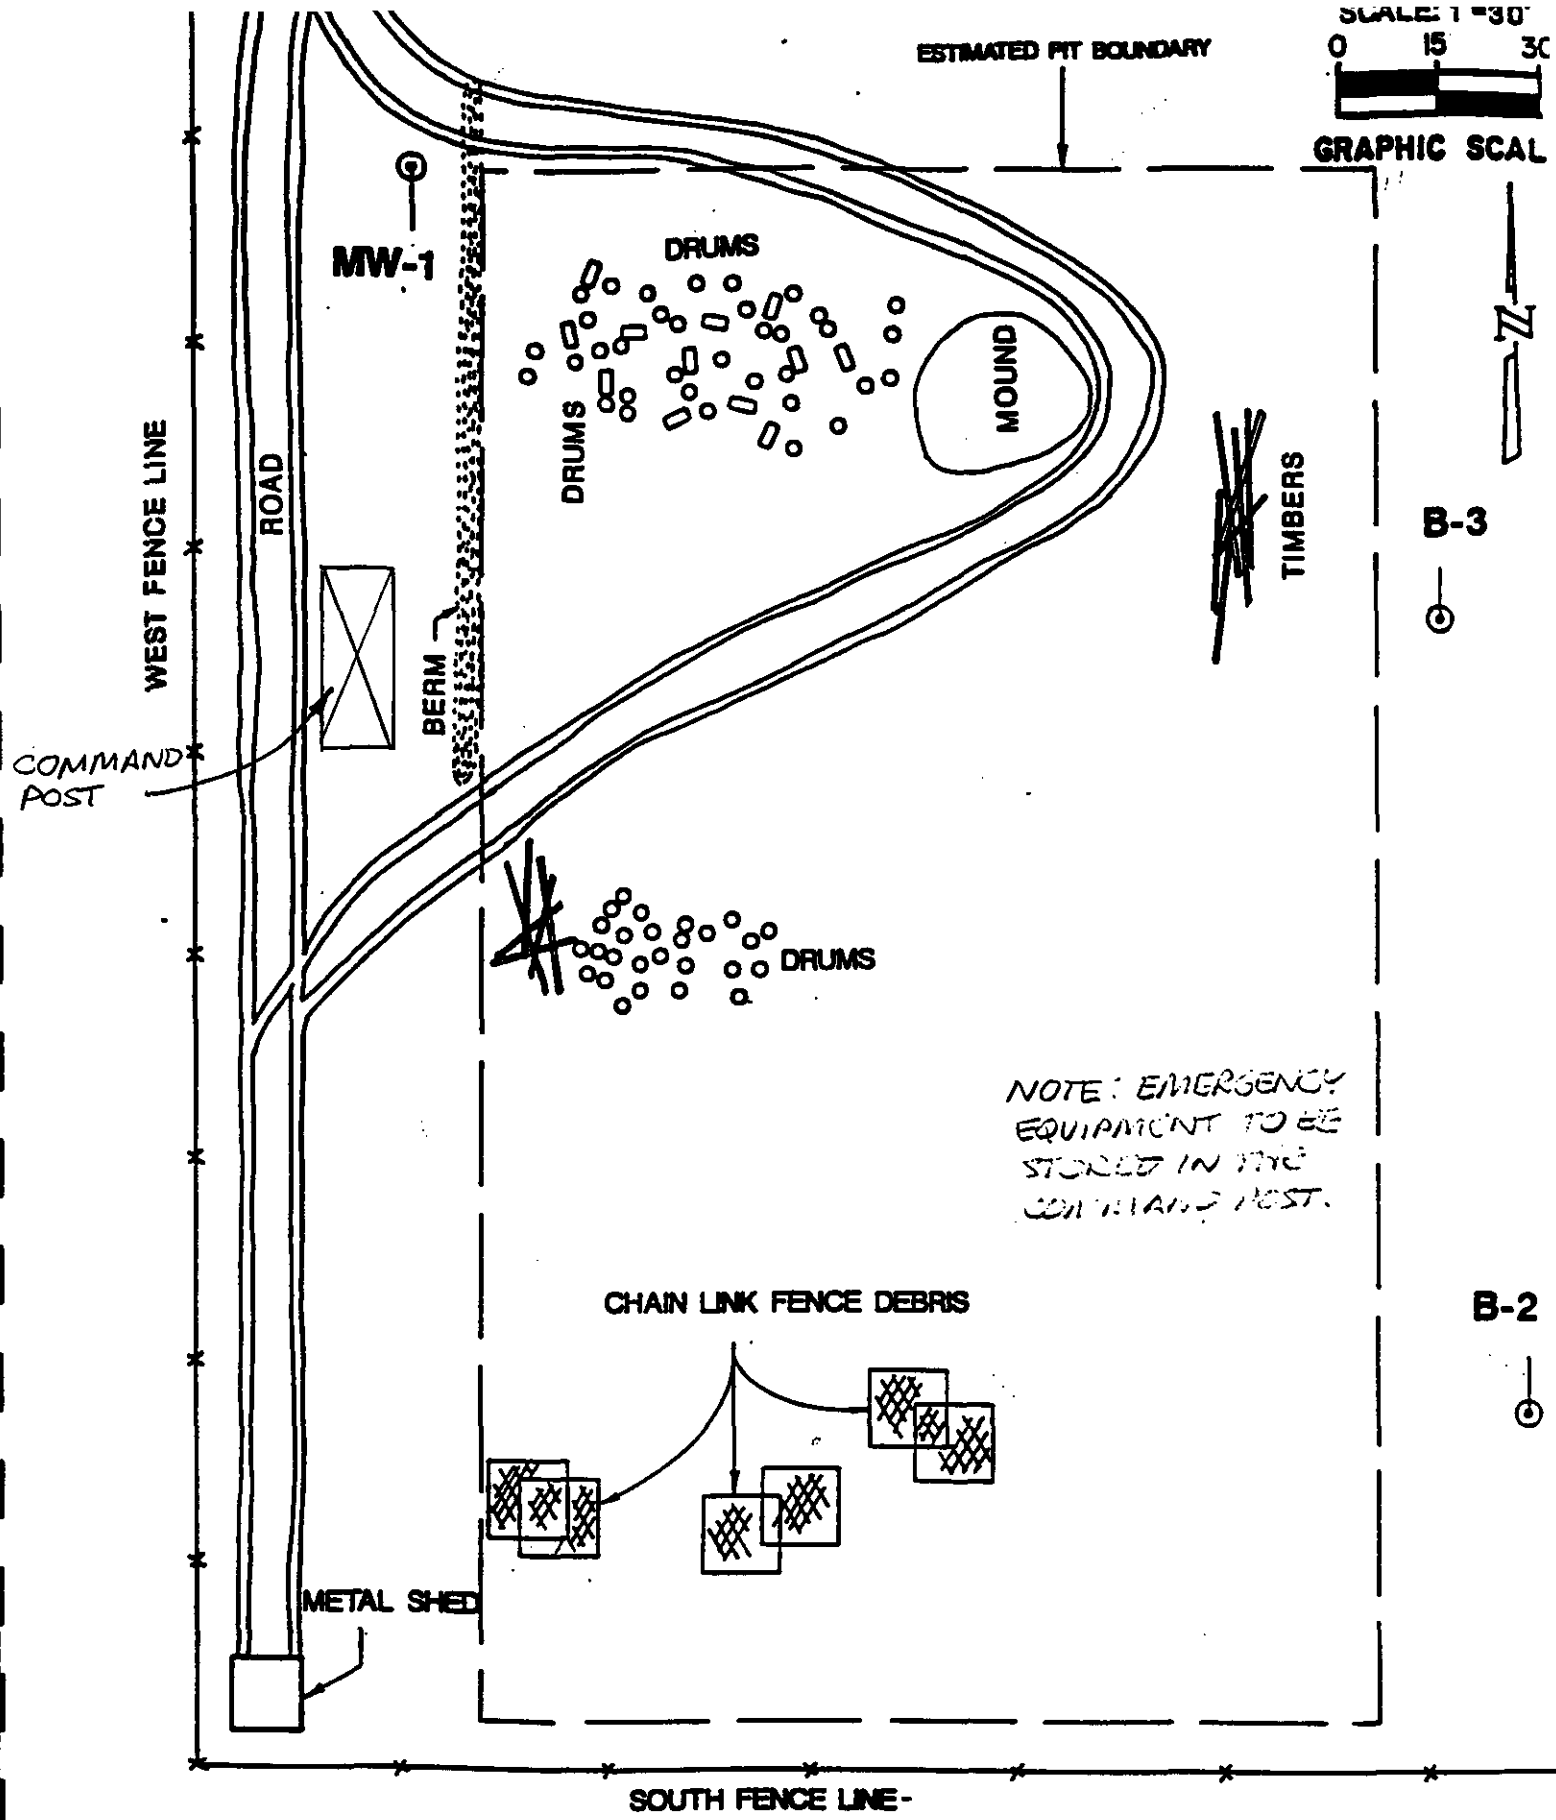 SCALE: 1"=30'
0 15 30
GRAPHIC SCAL
ESTIMATED PIT BOUNDARY
N
MW-1
DRUMS
DRUMS
MOUND
TIMBERS
B-3
WEST FENCE LINE
ROAD
BERM
COMMAND
POST
DRUMS
NOTE: EMERGENCY
EQUIPMENT TO BE
STORED IN THE
COMMAND POST.
B-2
CHAIN LINK FENCE DEBRIS
METAL SHED
SOUTH FENCE LINE-